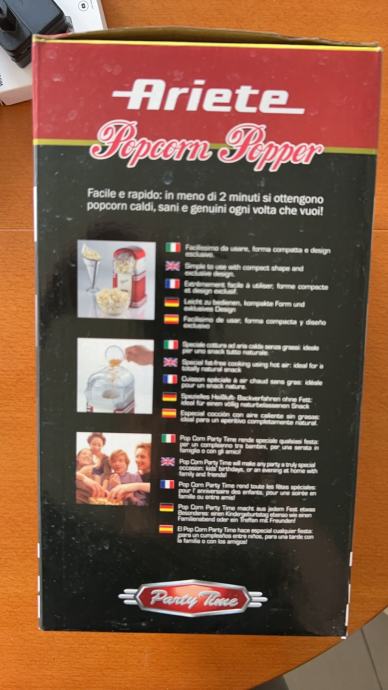 Ariete
Popcorn Popper
Facile e rapido: in meno di 2 minuti si ottengono
popcorn caldi, sani e genuini ogni volta che vuoi!
Facilissimo da usare, forma compatta e design
esclusivo.
Simple to use with compact shape and
exclusive design.
Extrêmement facile à utiliser, forme compacte
et design exclusif
Leicht zu bedienen, kompakte Form und
exklusives Design
Facilísimo de usar, forma compacta y diseño
exclusivo
Speciale cottura ad aria calda senza grassi: ideale
per uno snack tutto naturale.
Special fat-free cooking using hot air: ideal for a
totally natural snack
Cuisson spéciale à air chaud sans gras: idéale
pour un snack nature.
Spezielles Heißluft- Backverfahren ohne Fett:
ideal für einen völlig naturbelassenen Snack
Especial cocción con aire caliente sin grasas:
ideal para un aperitivo completamente natural.
Pop Corn Party Time rende speciale qualsiasi festa:
per un compleanno tra bambini, per una serata in
famiglia o con gli amici!
Pop Corn Party Time will make any party a truly special
occasion: kids' birthdays, or an evening at home with
family and friends!
Pop Corn Party Time rend toute les fêtes spéciales:
pour l' anniversaire des enfants, pour une soirée en
famille ou entre amis!
Pop Corn Party Time macht aus jedem Fest etwas
Besonderes: einen Kindergeburtstag ebenso wie einen
Familienabend oder ein Treffen mit Freunden!
El Pop Corn Party Time hace especial cualquier fiesta:
¡para un cumpleaños entre niños, para una tarde con
la familia o con los amigos!
Party Time